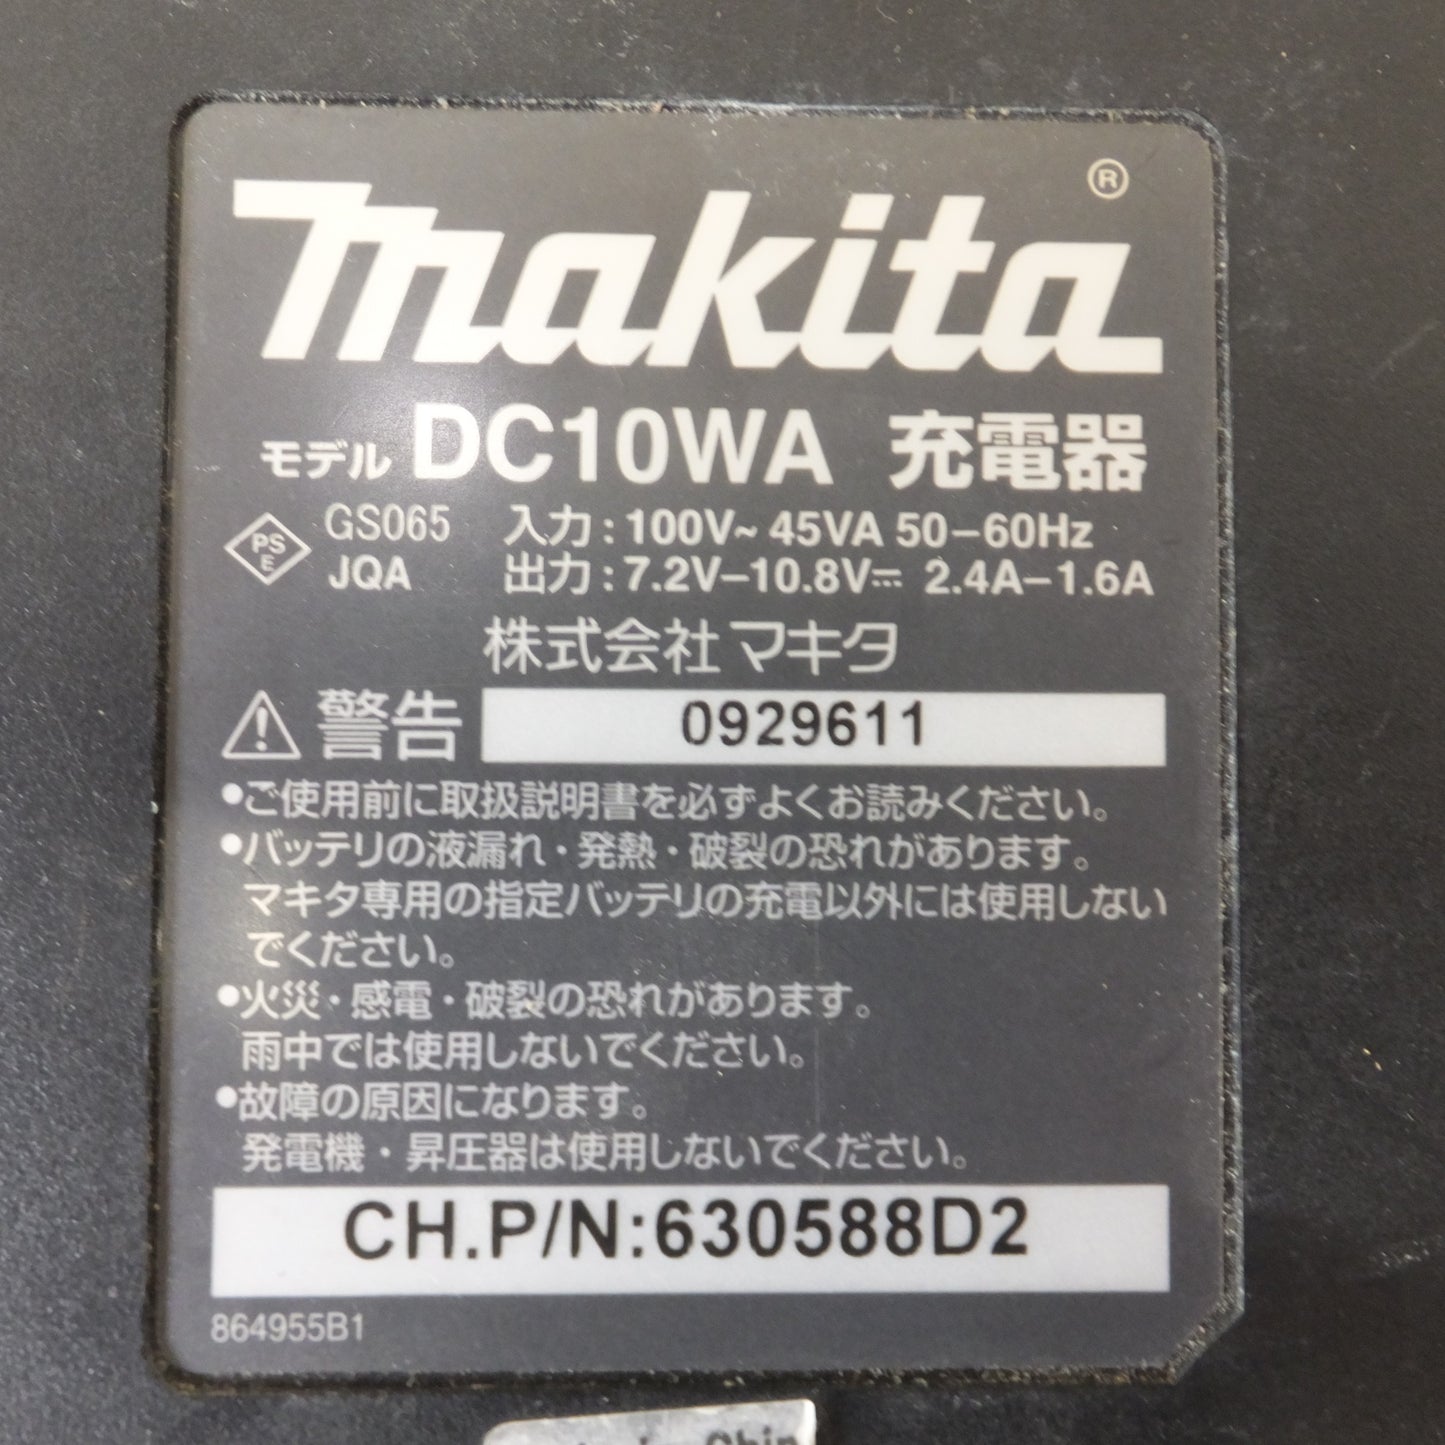 makita®
モデル DC10WA 充電器
PSE GS065 入力:100V~ 45VA 50–60Hz
JQA 出力:7.2V–10.8V⎓ 2.4A–1.6A
株式会社 マキタ
⚠警告 0929611
●ご使用前に取扱説明書を必ずよくお読みください。
●バッテリの液漏れ・発熱・破裂の恐れがあります。
マキタ専用の指定バッテリの充電以外には使用しない
でください。
●火災・感電・破裂の恐れがあります。
雨中では使用しないでください。
●故障の原因になります。
発電機・昇圧器は使用しないでください。
CH.P/N:630588D2
864955B1